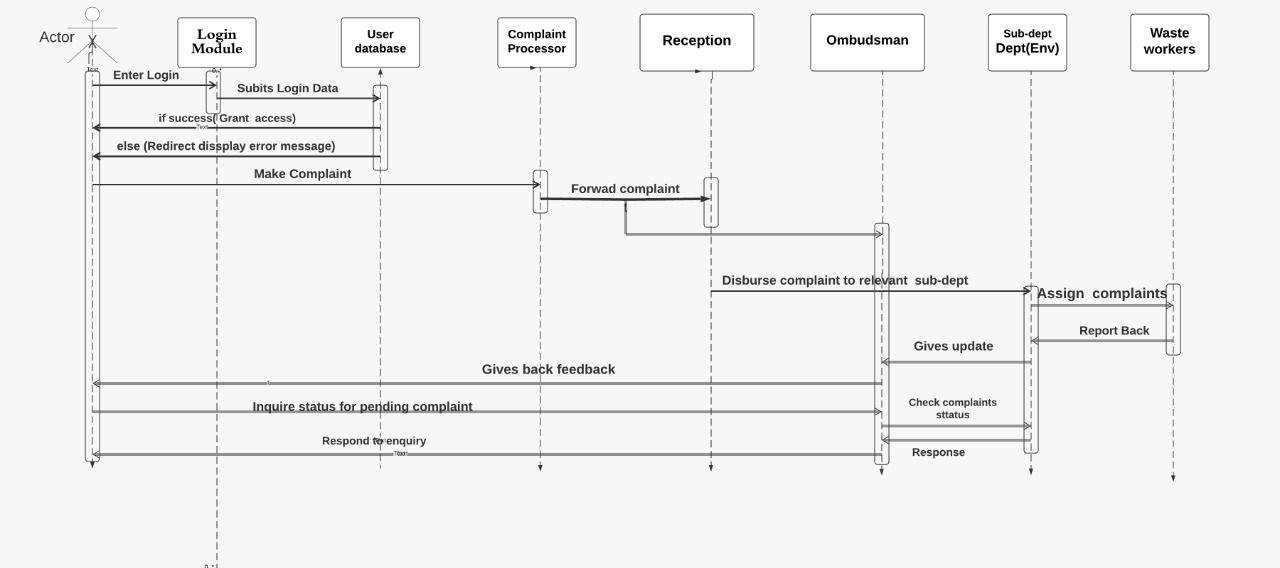 Actor
Login
Module
User
database
Complaint
Processor
Reception
Ombudsman
Sub-dept
Dept(Env)
Waste
workers
Text
Enter Login
Subits Login Data
if success( Grant access)
Text
else (Redirect dissplay error message)
Make Complaint
Forwad complaint
Disburse complaint to relevant sub-dept
Assign complaints
Report Back
Gives update
Gives back feedback
Check complaints
sttatus
Inquire status for pending complaint
Respond to enquiry
Response